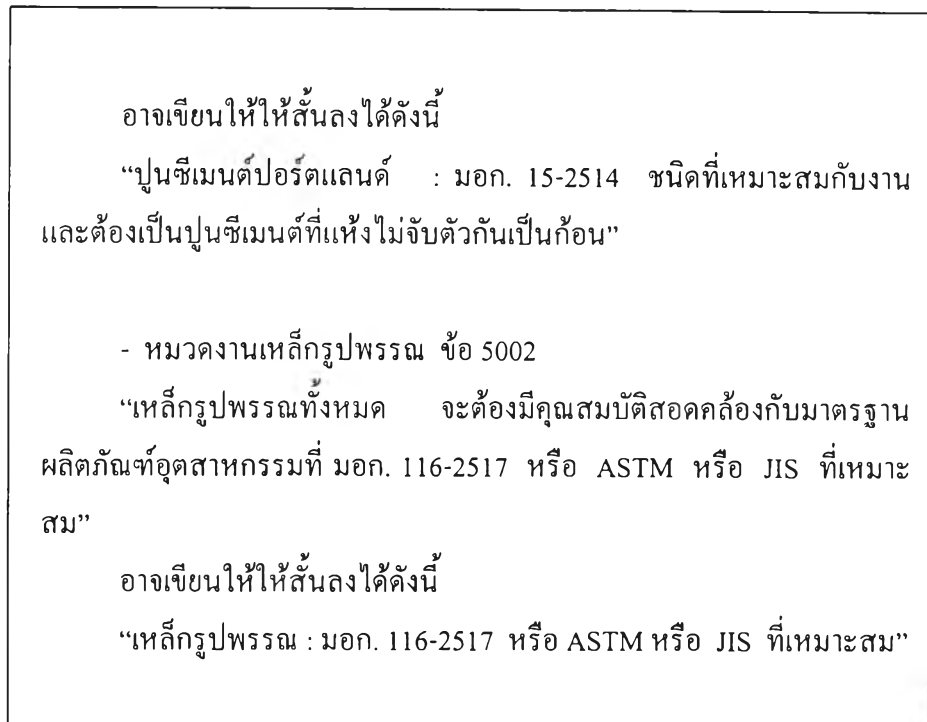 อาจเขียนให้ให้สั้นลงได้ดังนี้
“ปูนซีเมนต์ปอร์ตแลนด์ : มอก. 15-2514 ชนิดที่เหมาะสมกับงาน
และต้องเป็นปูนซีเมนต์ที่แห้งไม่จับตัวกันเป็นก้อน”
- หมวดงานเหล็กรูปพรรณ ข้อ 5002
“เหล็กรูปพรรณทั้งหมด จะต้องมีคุณสมบัติสอดคล้องกับมาตรฐาน
ผลิตภัณฑ์อุตสาหกรรมที่ มอก. 116-2517 หรือ ASTM หรือ JIS ที่เหมาะ
สม”
อาจเขียนให้ให้สั้นลงได้ดังนี้
“เหล็กรูปพรรณ : มอก. 116-2517 หรือ ASTM หรือ JIS ที่เหมาะสม”